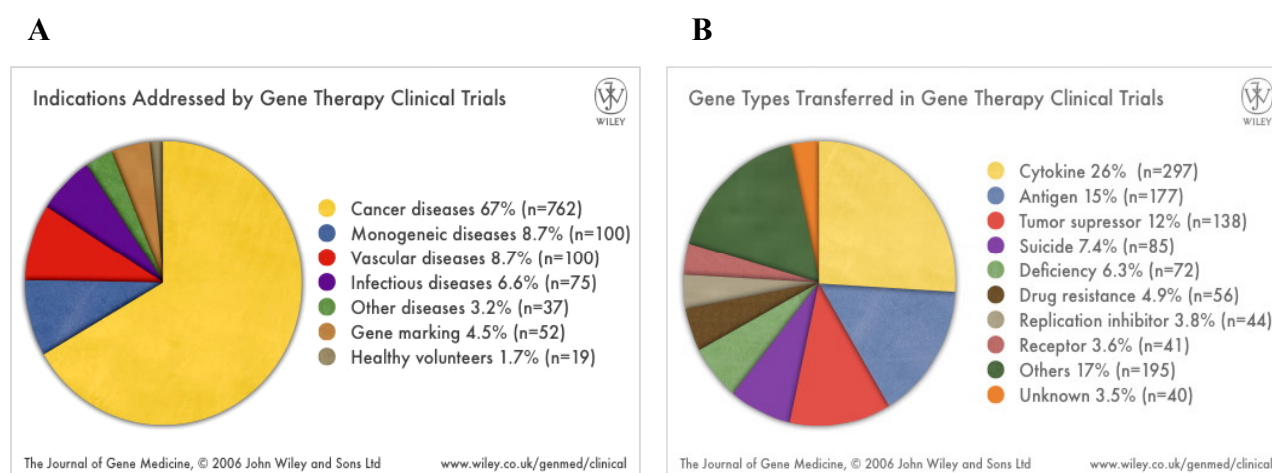 A
Indications Addressed by Gene Therapy Clinical Trials
WILEY
Cancer diseases 67% (n=762)
Monogeneic diseases 8.7% (n=100)
Vascular diseases 8.7% (n=100)
Infectious diseases 6.6% (n=75)
Other diseases 3.2% (n=37)
Gene marking 4.5% (n=52)
Healthy volunteers 1.7% (n=19)
The Journal of Gene Medicine, © 2006 John Wiley and Sons Ltd
www.wiley.co.uk/genmed/clinical
B
Gene Types Transferred in Gene Therapy Clinical Trials
WILEY
Cytokine 26% (n=297)
Antigen 15% (n=177)
Tumor supressor 12% (n=138)
Suicide 7.4% (n=85)
Deficiency 6.3% (n=72)
Drug resistance 4.9% (n=56)
Replication inhibitor 3.8% (n=44)
Receptor 3.6% (n=41)
Others 17% (n=195)
Unknown 3.5% (n=40)
The Journal of Gene Medicine, © 2006 John Wiley and Sons Ltd
www.wiley.co.uk/genmed/clinical